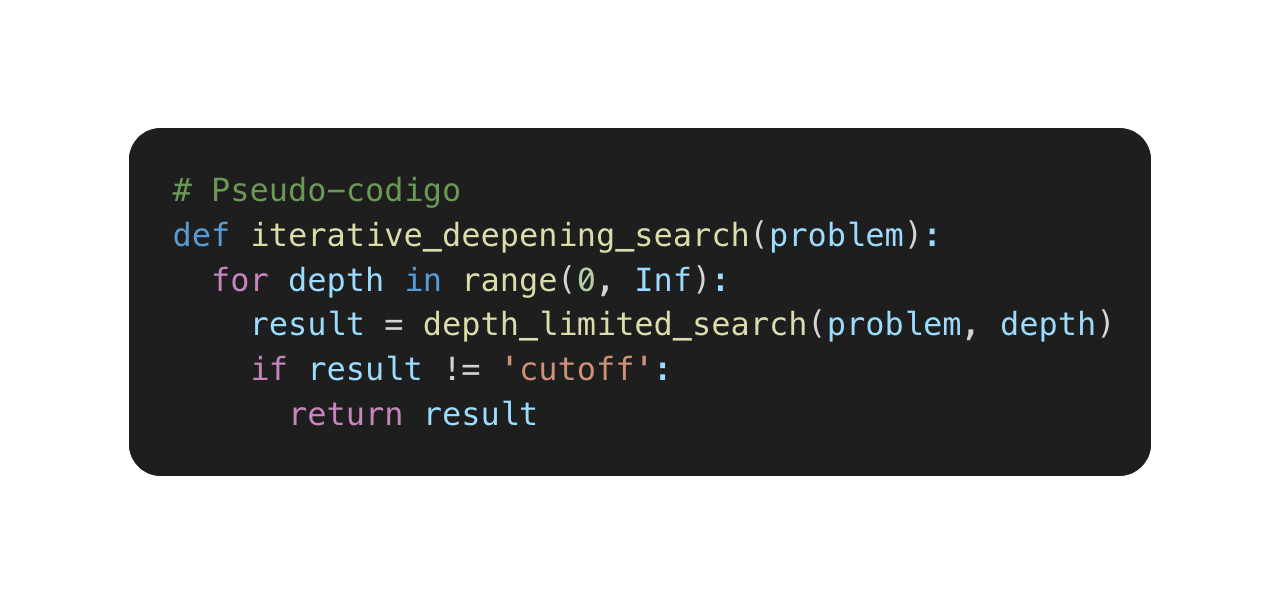 # Pseudo-codigo
def iterative_deepening_search(problem):
  for depth in range(0, Inf):
    result = depth_limited_search(problem, depth)
    if result != 'cutoff':
      return result